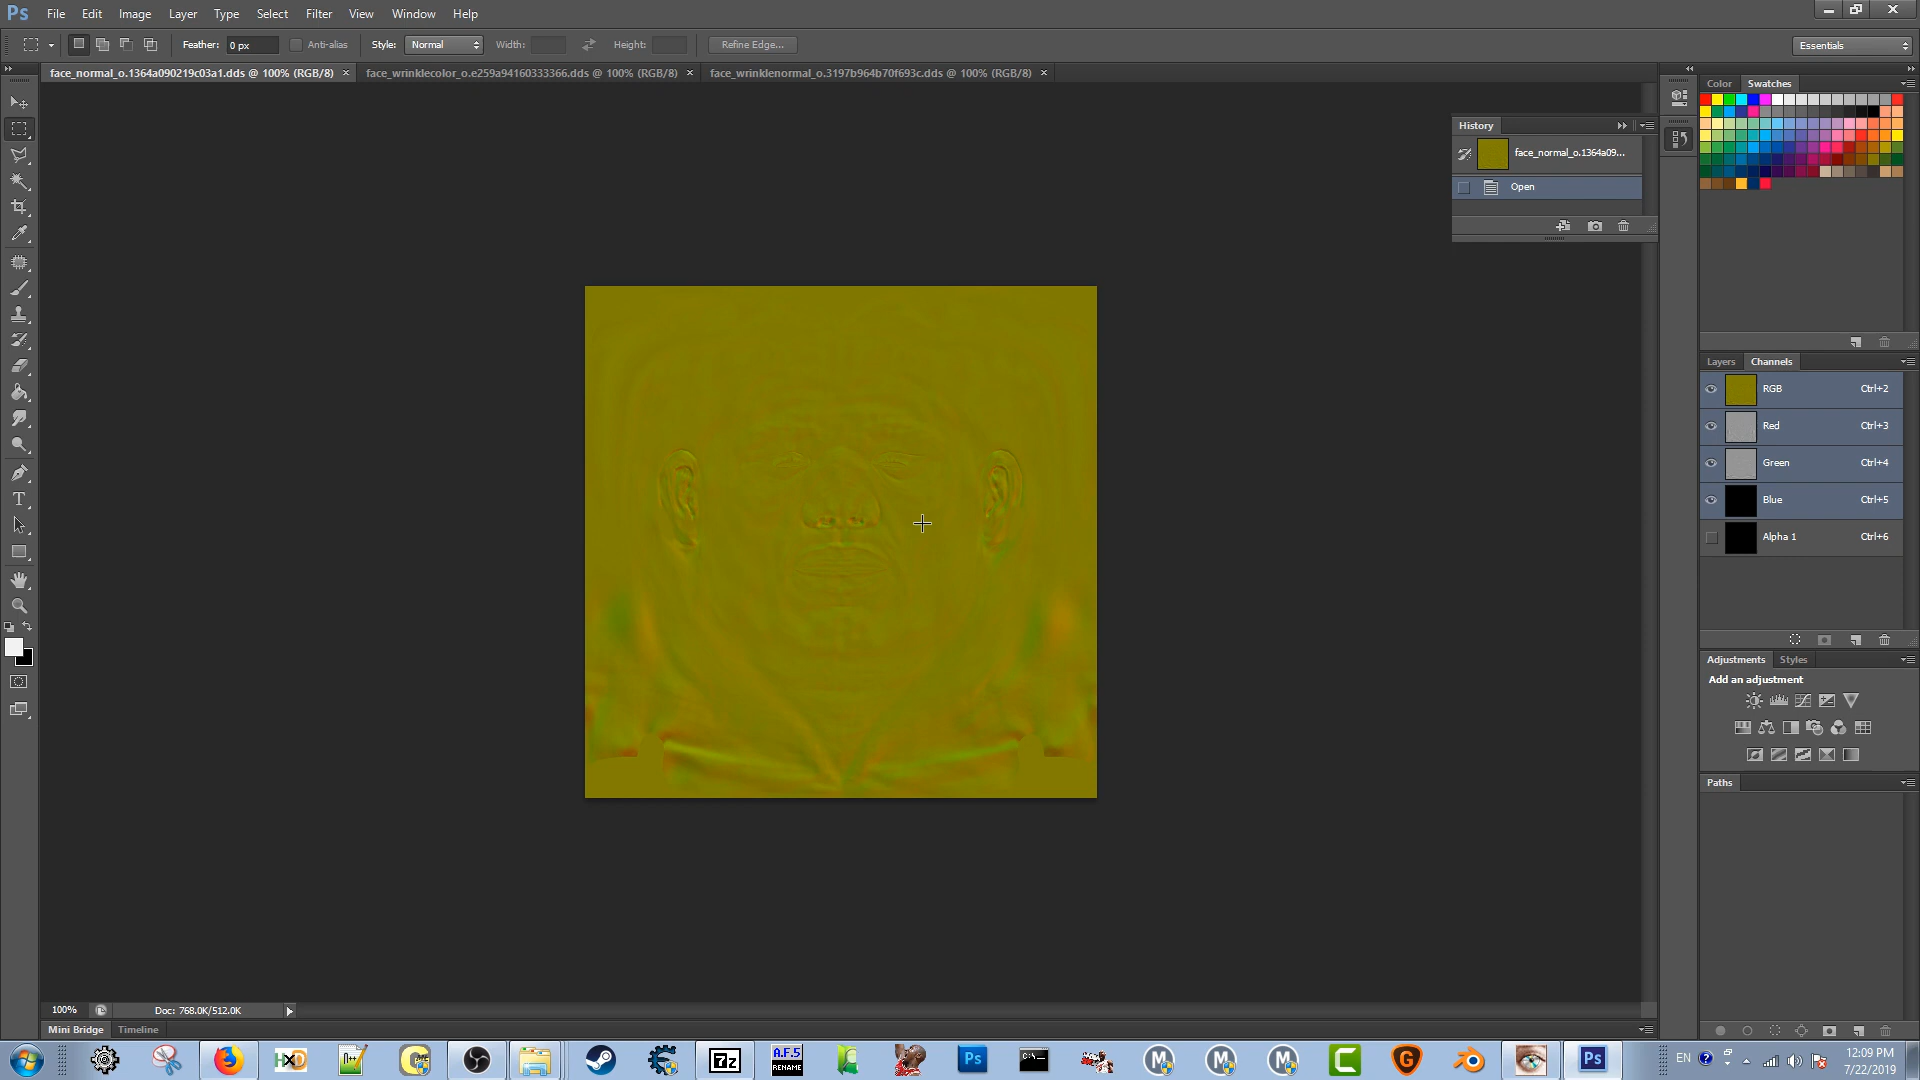 Ps File Edit Image Layer Type Select Filter View Window Help
Feather: 0 px Anti-alias Style: Normal Width: Height: Refine Edge... Essentials
face_normal_o.1364a090219c03a1.dds @ 100% (RGB/8) × face_wrinklecolor_o.e259a94160333366.dds @ 100% (RGB/8) × face_wrinklenormal_o.3197b964b70f693c.dds @ 100% (RGB/8) ×
Color Swatches
History
face_normal_o.1364a09...
Open
Layers Channels
RGB Ctrl+2
Red Ctrl+3
Green Ctrl+4
Blue Ctrl+5
Alpha 1 Ctrl+6
Adjustments Styles
Add an adjustment
Paths
100% Doc: 768.0K/512.0K
Mini Bridge Timeline
HXD
n++
7z
A.F.5
RENAME
Ps
C:\_
M
M
M
C
G
Ps
EN
12:09 PM
7/22/2019